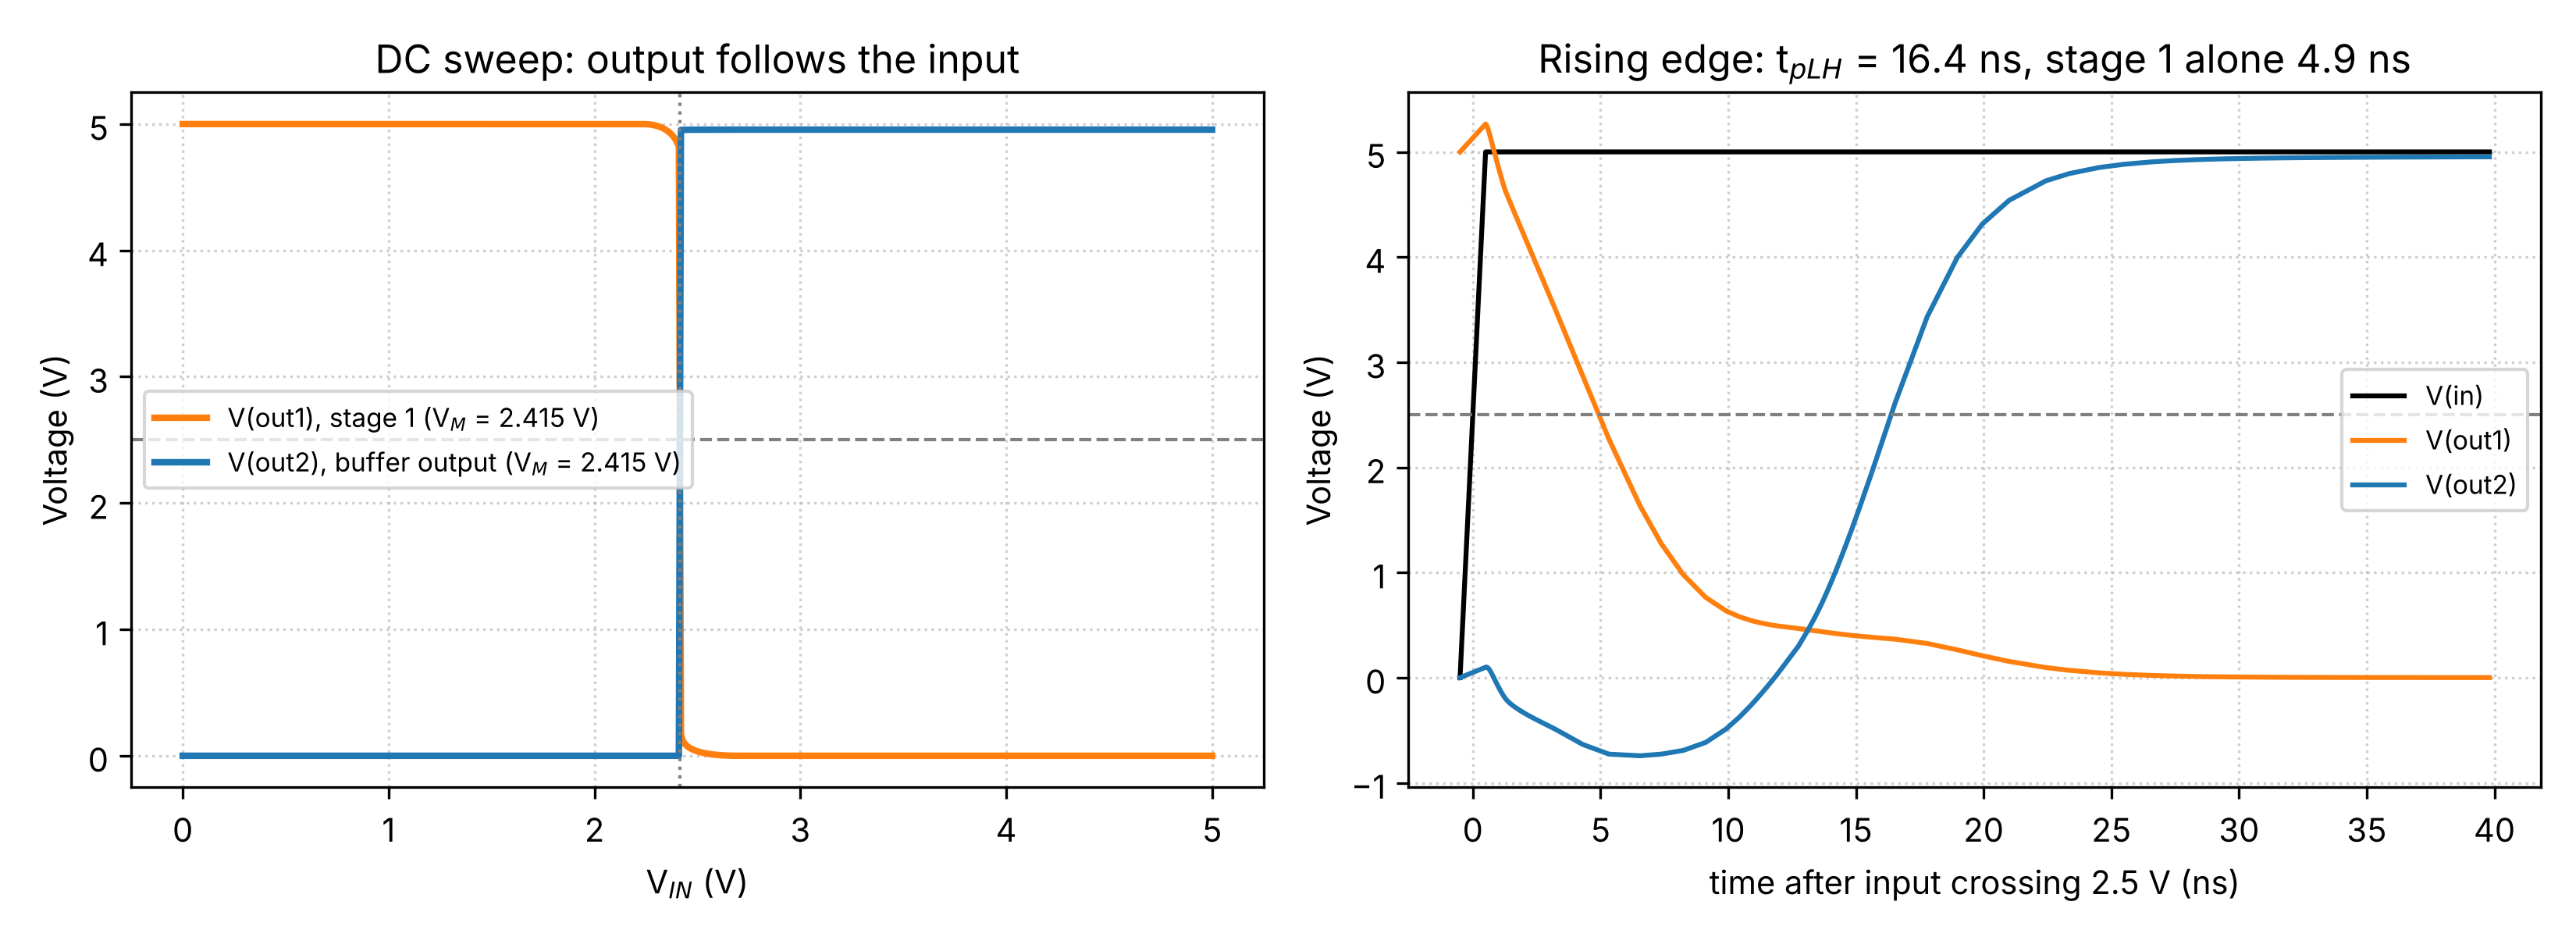 DC sweep: output follows the input
Voltage (V)
5
4
3
2
1
0
V(out1), stage 1 (V_M = 2.415 V)
V(out2), buffer output (V_M = 2.415 V)
0 1 2 3 4 5
V_IN (V)
Rising edge: t_pLH = 16.4 ns, stage 1 alone 4.9 ns
Voltage (V)
5
4
3
2
1
0
−1
V(in)
V(out1)
V(out2)
0 5 10 15 20 25 30 35 40
time after input crossing 2.5 V (ns)